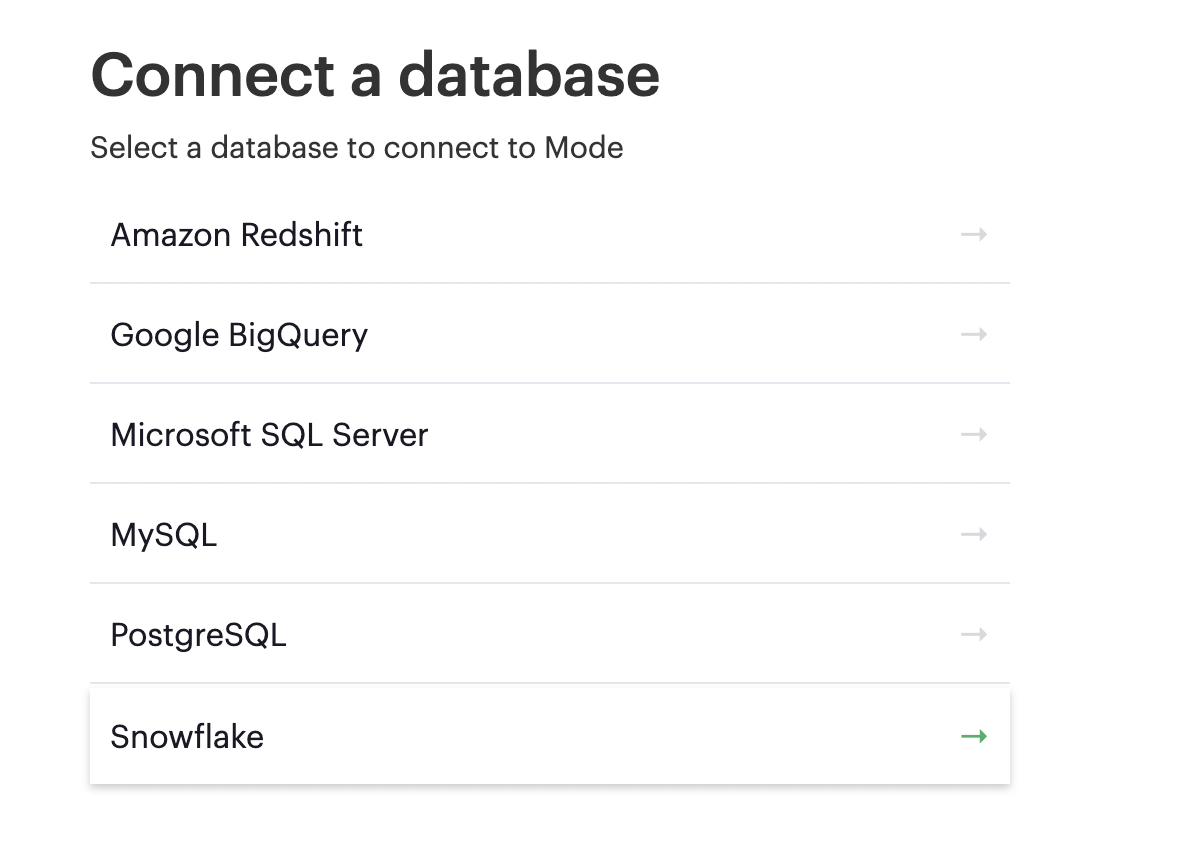 Connect a database
Select a database to connect to Mode
Amazon Redshift
Google BigQuery
Microsoft SQL Server
MySQL
PostgreSQL
Snowflake